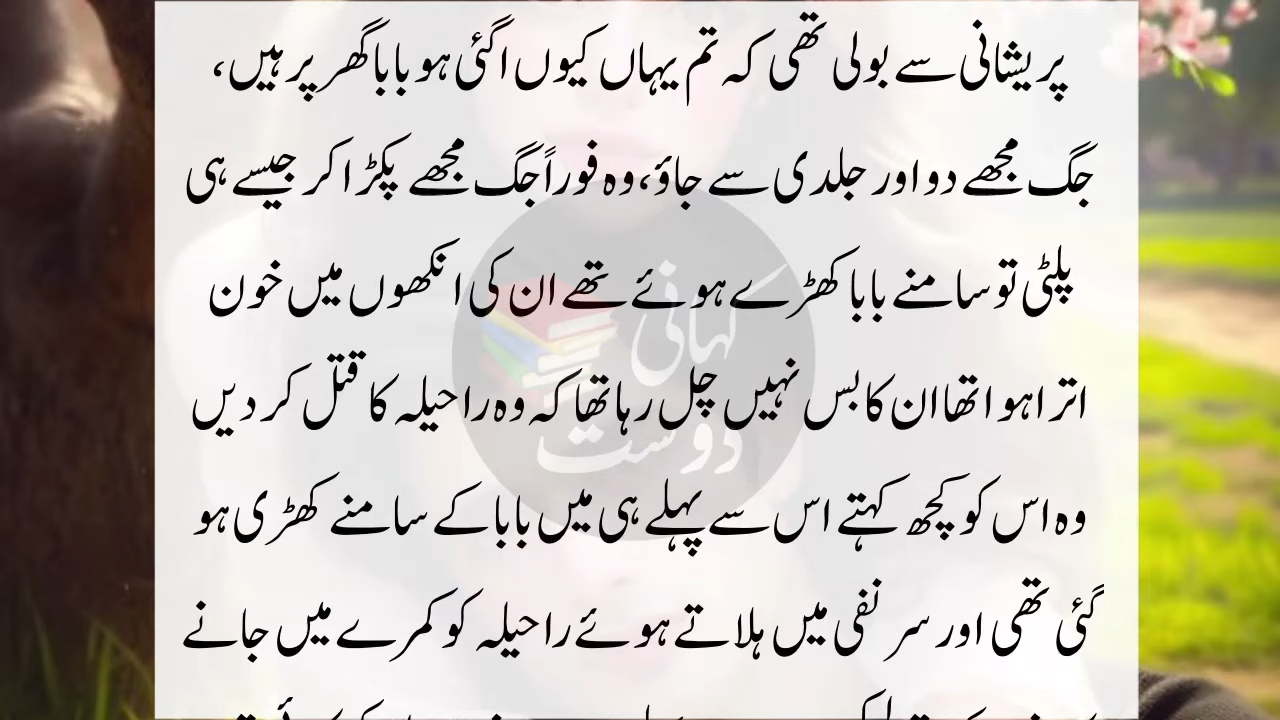 پریشانی سے بولی تھی کہ تم یہاں کیوں اگئی ہو بابا گھر پر ہیں،
جگ مجھے دو اور جلدی سے جاؤ،وہ فوراً جگ مجھے پکڑا کر جیسے ہی
پلٹی تو سامنے بابا کھڑے ہوئے تھے ان کی انکھوں میں خون
اترا ہوا تھا ان کا بس نہیں چل رہا تھا کہ وہ راحیلہ کا قتل کر دیں
وہ اس کو کچھ کہتے اس سے پہلے ہی میں بابا کے سامنے کھڑی ہو
گئی تھی اور سر نفی میں ہلاتے ہوئے راحیلہ کو کمرے میں جانے
کہانی
دوست